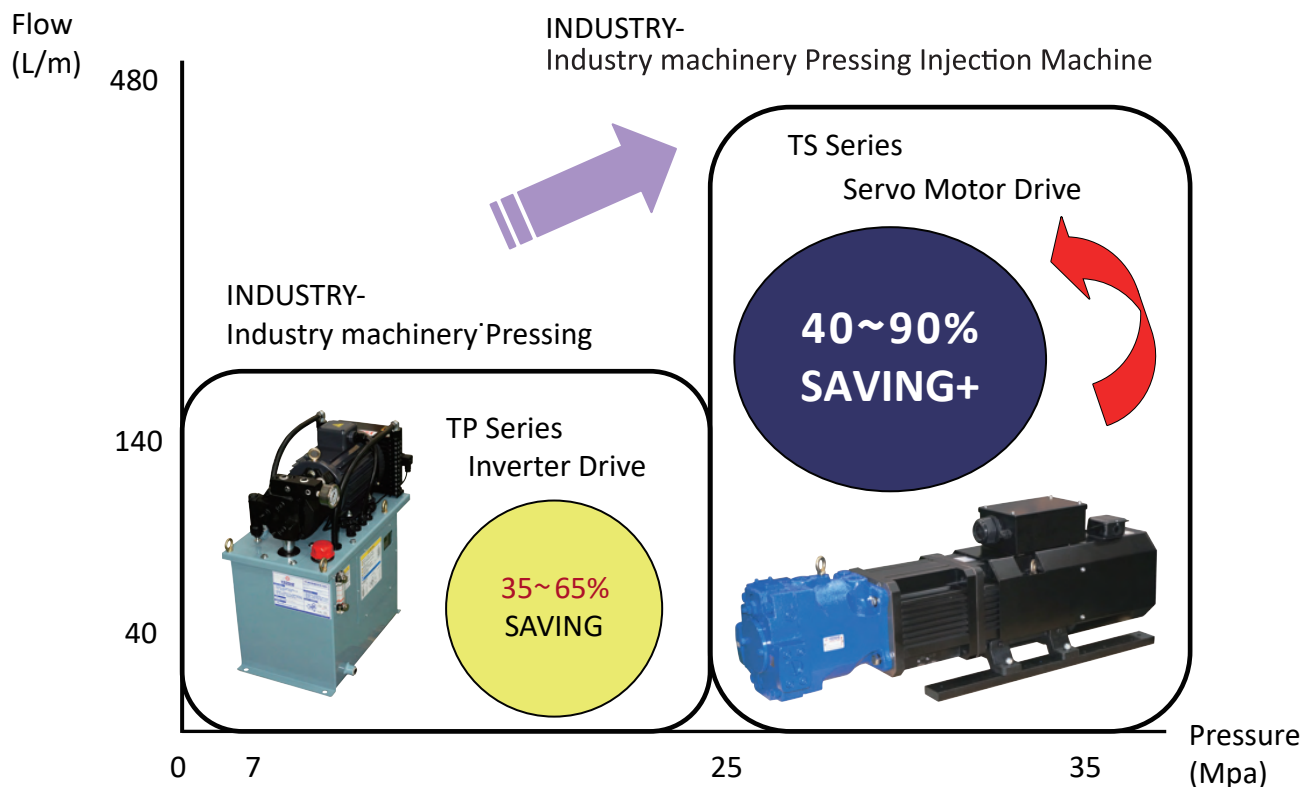 Flow
(L/m)
480
140
40
0
7
25
35
Pressure
(Mpa)
INDUSTRY-
Industry machinery Pressing Injection Machine
TS Series
Servo Motor Drive
40~90%
SAVING+
INDUSTRY-
Industry machinery Pressing
TP Series
Inverter Drive
35~65%
SAVING